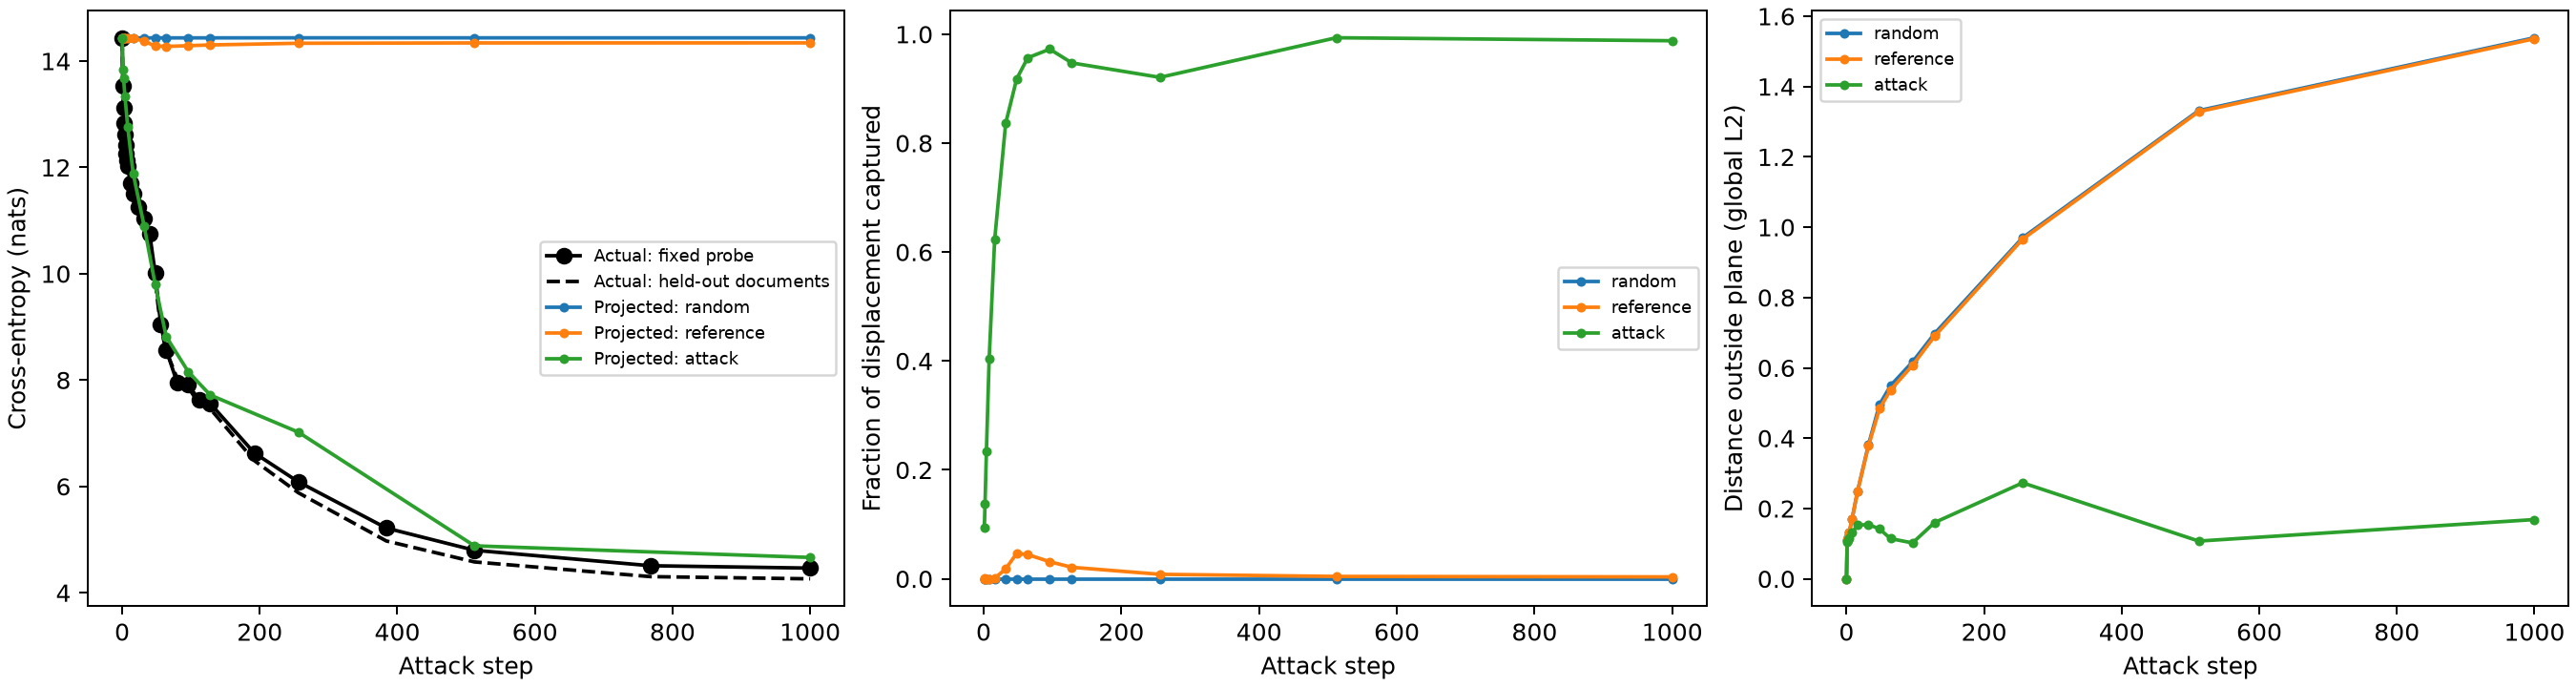 Cross-entropy (nats)
14
12
10
8
6
4
0
200
400
600
800
1000
Attack step
Actual: fixed probe
Actual: held-out documents
Projected: random
Projected: reference
Projected: attack
Fraction of displacement captured
1.0
0.8
0.6
0.4
0.2
0.0
0
200
400
600
800
1000
Attack step
random
reference
attack
Distance outside plane (global L2)
1.6
1.4
1.2
1.0
0.8
0.6
0.4
0.2
0.0
0
200
400
600
800
1000
Attack step
random
reference
attack